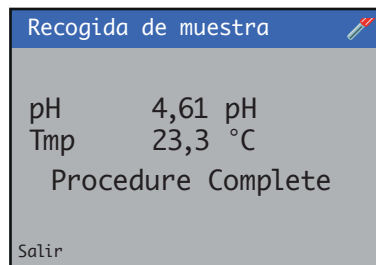 Recogida de muestra
pH 4,61 pH
Tmp 23,3 °C
Procedure Complete
Salir